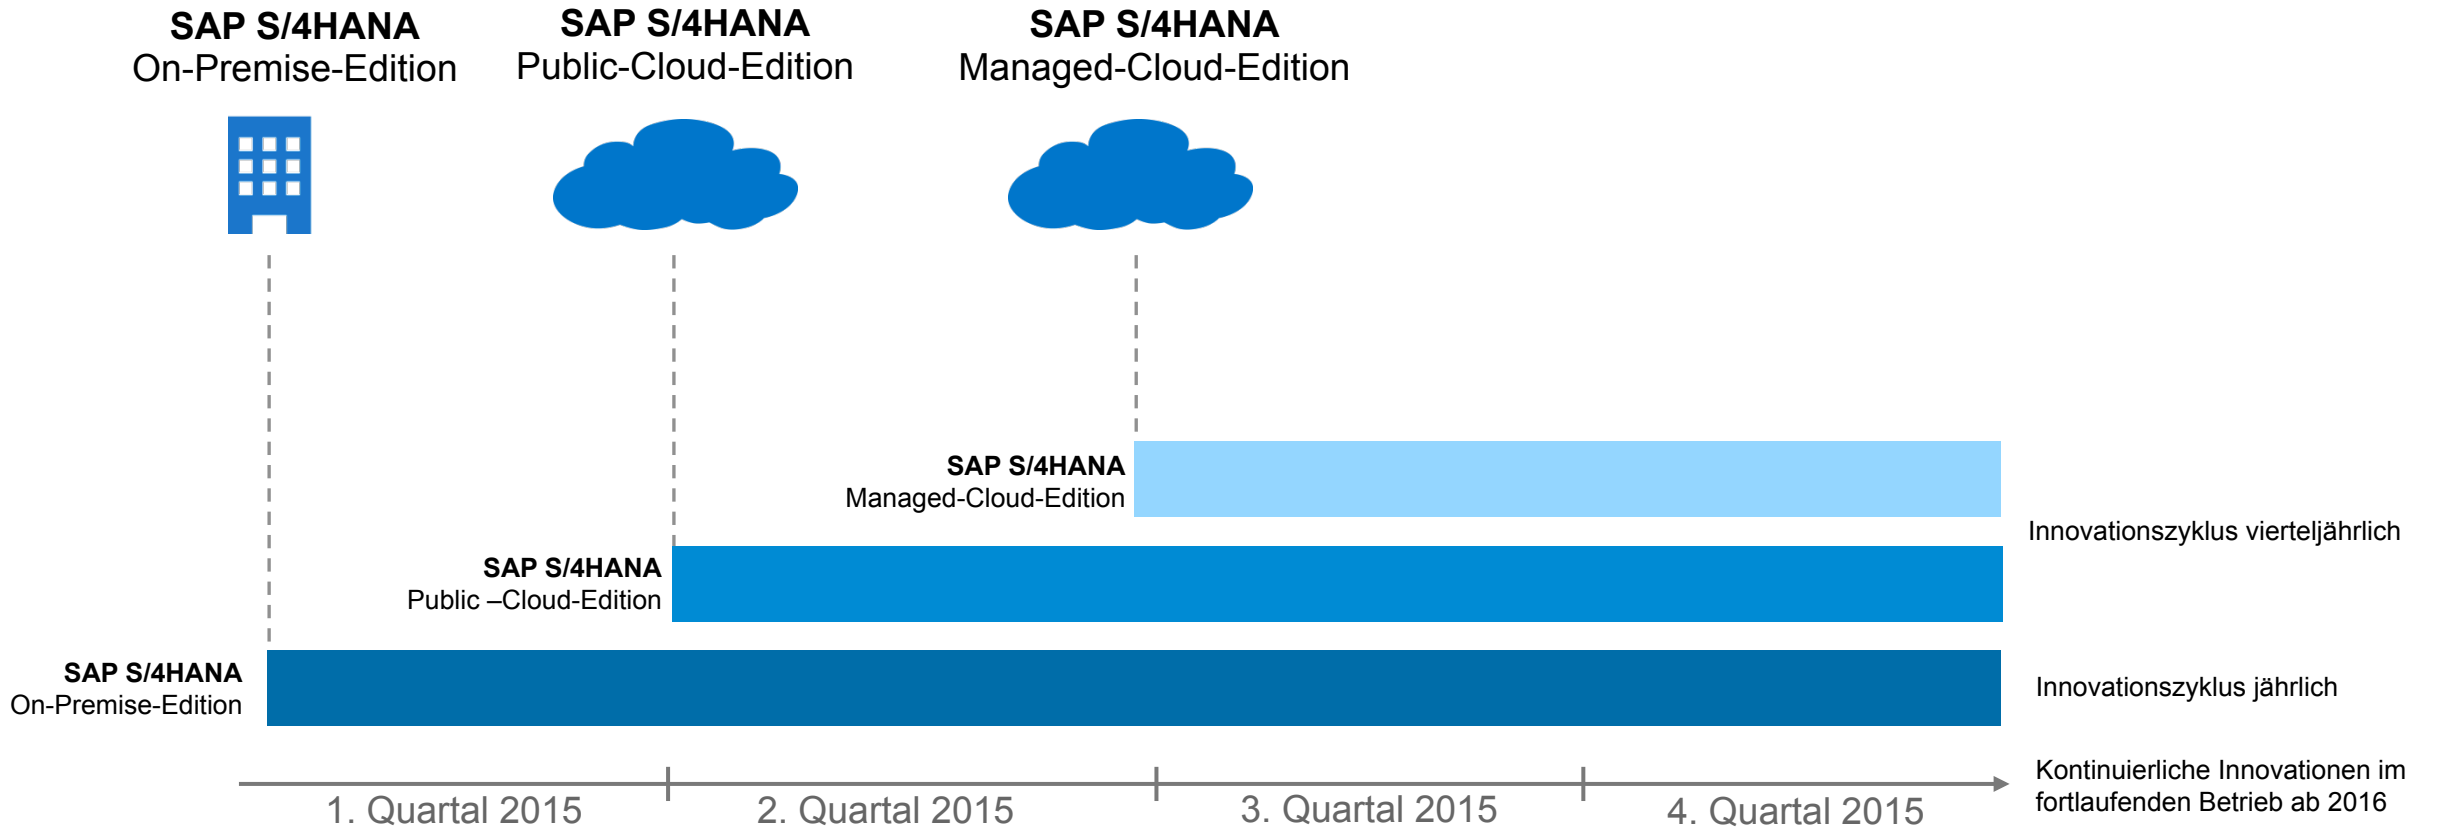 SAP S/4HANA
On-Premise-Edition
SAP S/4HANA
Public-Cloud-Edition
SAP S/4HANA
Managed-Cloud-Edition
SAP S/4HANA
Managed-Cloud-Edition
Innovationszyklus vierteljährlich
SAP S/4HANA
Public –Cloud-Edition
SAP S/4HANA
On-Premise-Edition
Innovationszyklus jährlich
1. Quartal 2015
2. Quartal 2015
3. Quartal 2015
4. Quartal 2015
Kontinuierliche Innovationen im
fortlaufenden Betrieb ab 2016